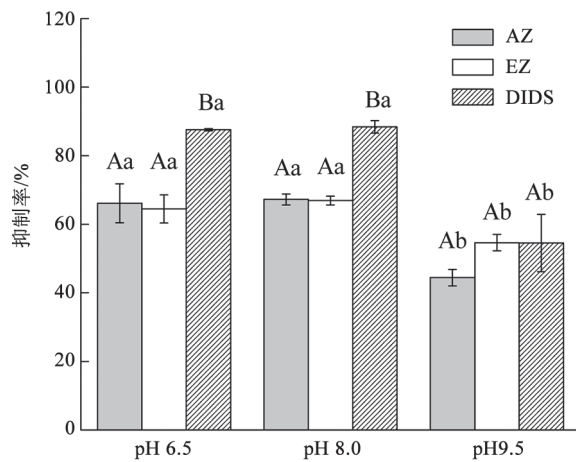 120
100
80
60
40
20
0
抑制率/%
AZ
EZ
DIDS
Aa Aa Ba
Aa Aa Ba
Ab Ab Ab
pH 6.5 pH 8.0 pH9.5